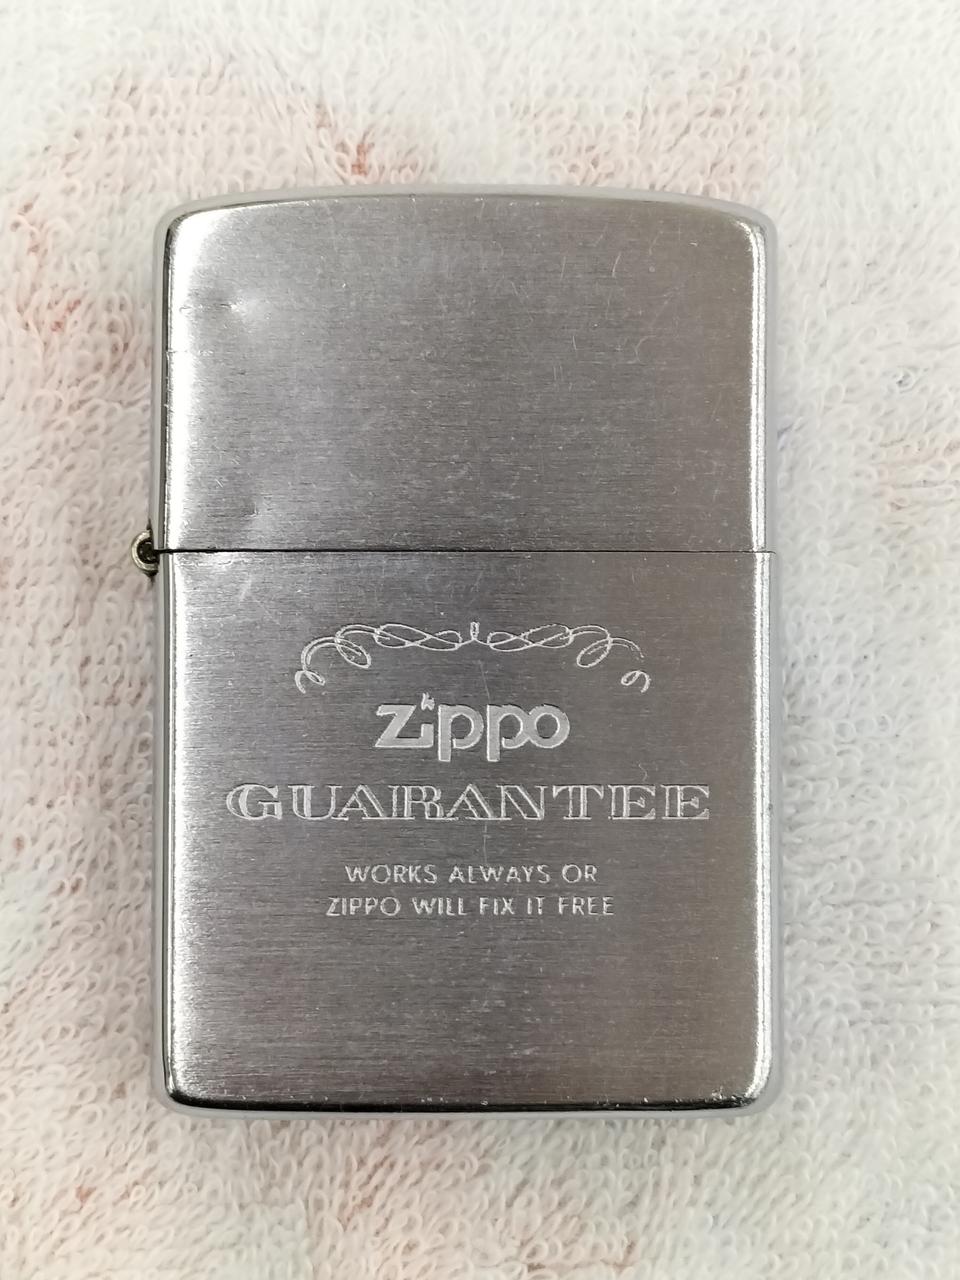 Zippo
GUARANTEE
WORKS ALWAYS OR
ZIPPO WILL FIX IT FREE